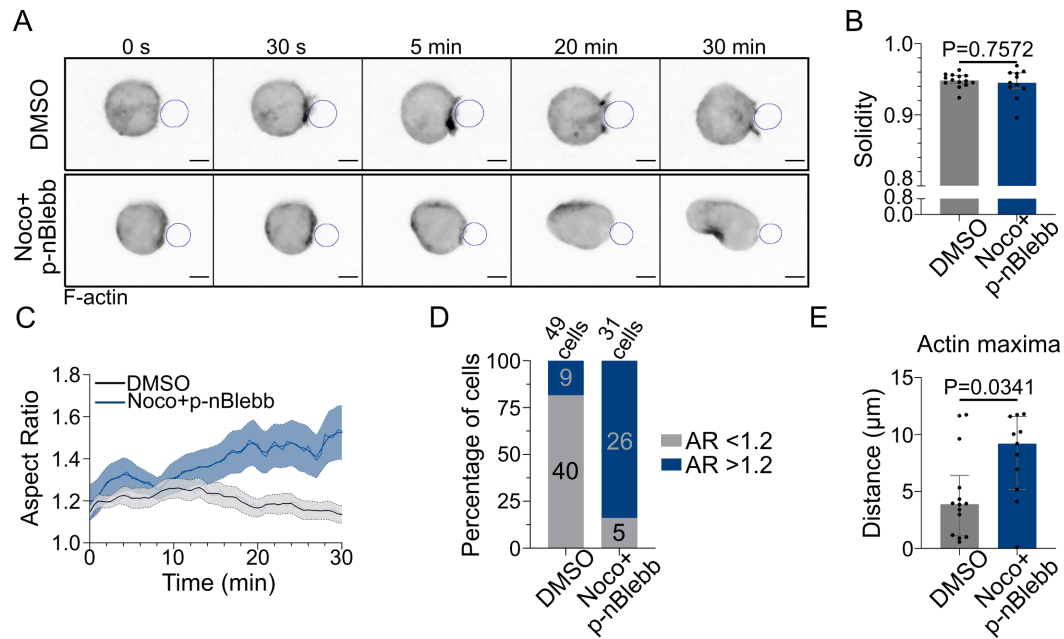 A
0 s
30 s
5 min
20 min
30 min
DMSO
Noco+
p-nBlebb
F-actin
B
1.0
0.9
0.8
0.8
0.0
Solidity
P=0.7572
DMSO
Noco+
p-nBlebb
C
1.8
1.6
1.4
1.2
1.0
Aspect Ratio
DMSO
Noco+p-nBlebb
0
10
20
30
Time (min)
D
49
cells
31
cells
100
75
50
25
0
Percentage of cells
9
40
26
5
AR <1.2
AR >1.2
DMSO
Noco+
p-nBlebb
E
Actin maxima
P=0.0341
15
10
5
0
Distance (µm)
DMSO
Noco+
p-nBlebb